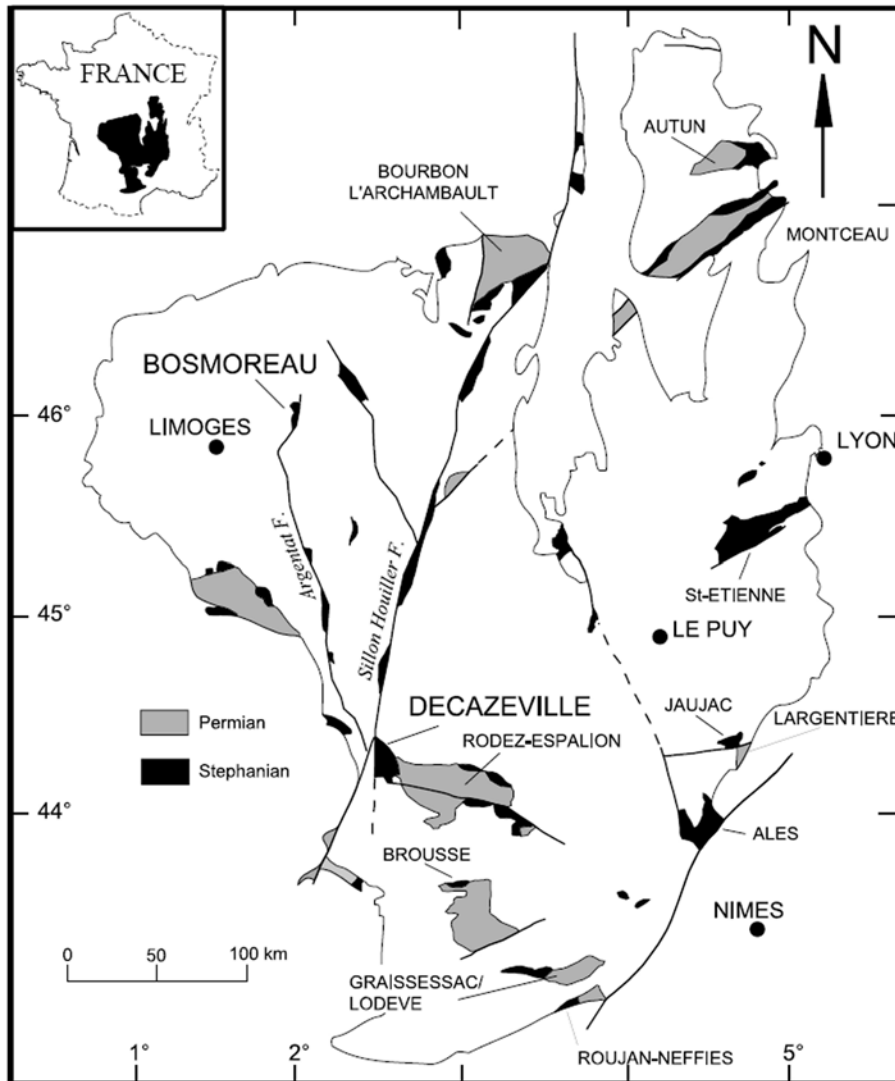 FRANCE
N
AUTUN
BOURBON
L'ARCHAMBAULT
MONTCEAU
BOSMOREAU
46°
LIMOGES
LYON
Argentat F.
Sillon Houiller F.
St-ETIENNE
45°
LE PUY
JAUJAC
LARGENTIERE
Permian
DECAZEVILLE
RODEZ-ESPALION
Stephanian
44°
ALES
BROUSSE
NIMES
0
50
100 km
GRAISSESSAC/
LODEVE
ROUJAN-NEFFIES
1°
2°
5°